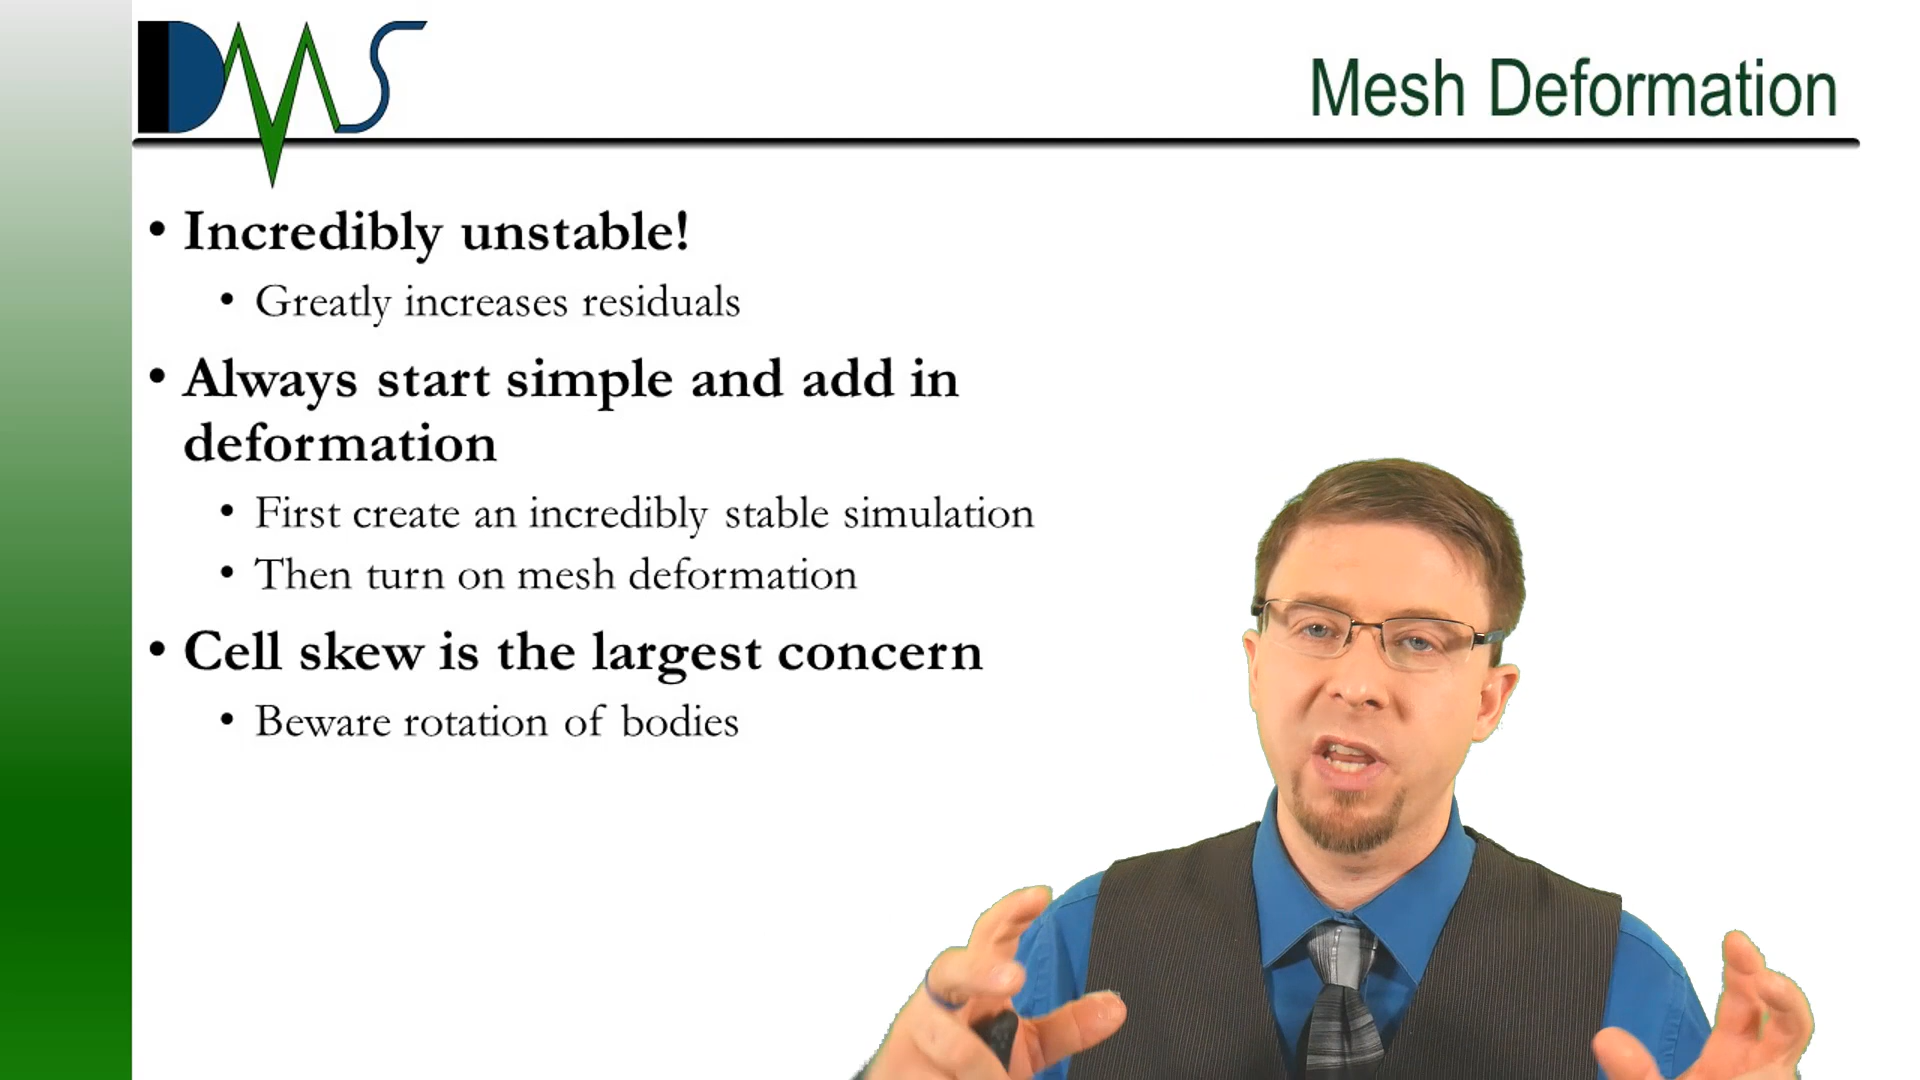 DMS
Mesh Deformation
• Incredibly unstable!
• Greatly increases residuals
• Always start simple and add in
deformation
• First create an incredibly stable simulation
• Then turn on mesh deformation
• Cell skew is the largest concern
• Beware rotation of bodies